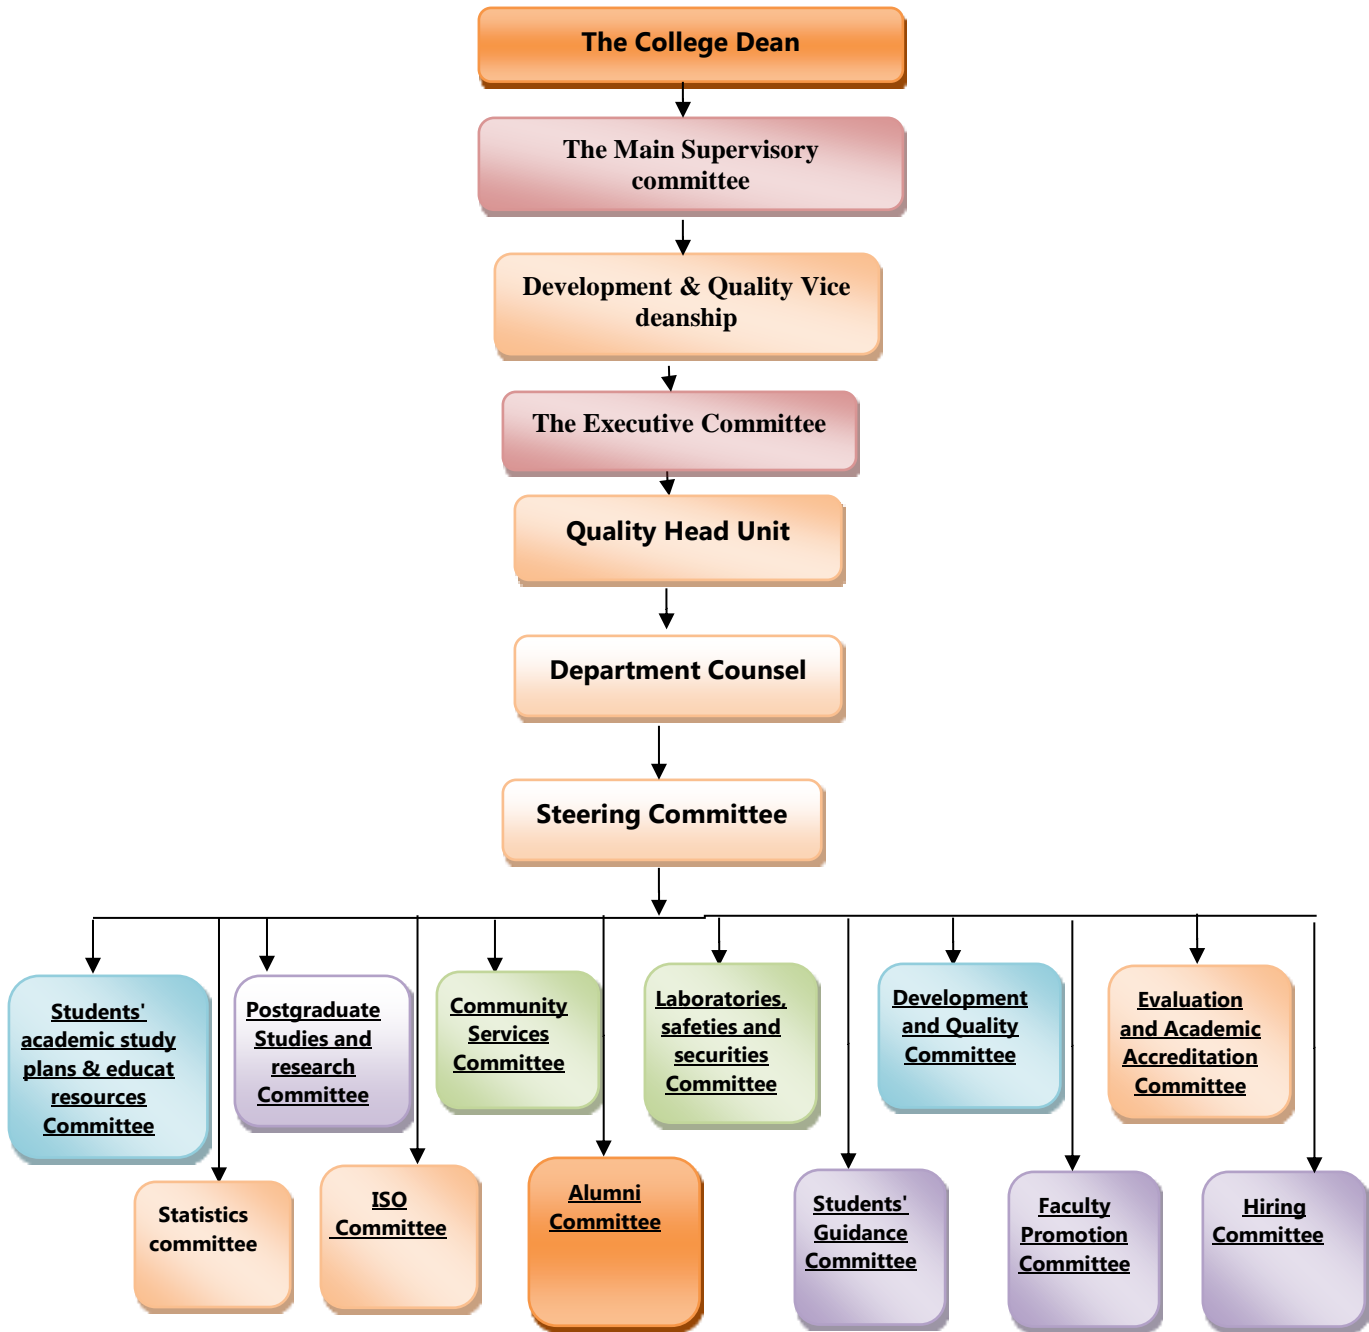 The College Dean
The Main Supervisory
committee
Development & Quality Vice
deanship
The Executive Committee
Quality Head Unit
Department Counsel
Steering Committee
Students'
academic study
plans & educat
resources
Committee
Postgraduate
Studies and
research
Committee
Community
Services
Committee
Laboratories,
safeties and
securities
Committee
Development
and Quality
Committee
Evaluation
and Academic
Accreditation
Committee
Statistics
committee
ISO
Committee
Alumni
Committee
Students'
Guidance
Committee
Faculty
Promotion
Committee
Hiring
Committee